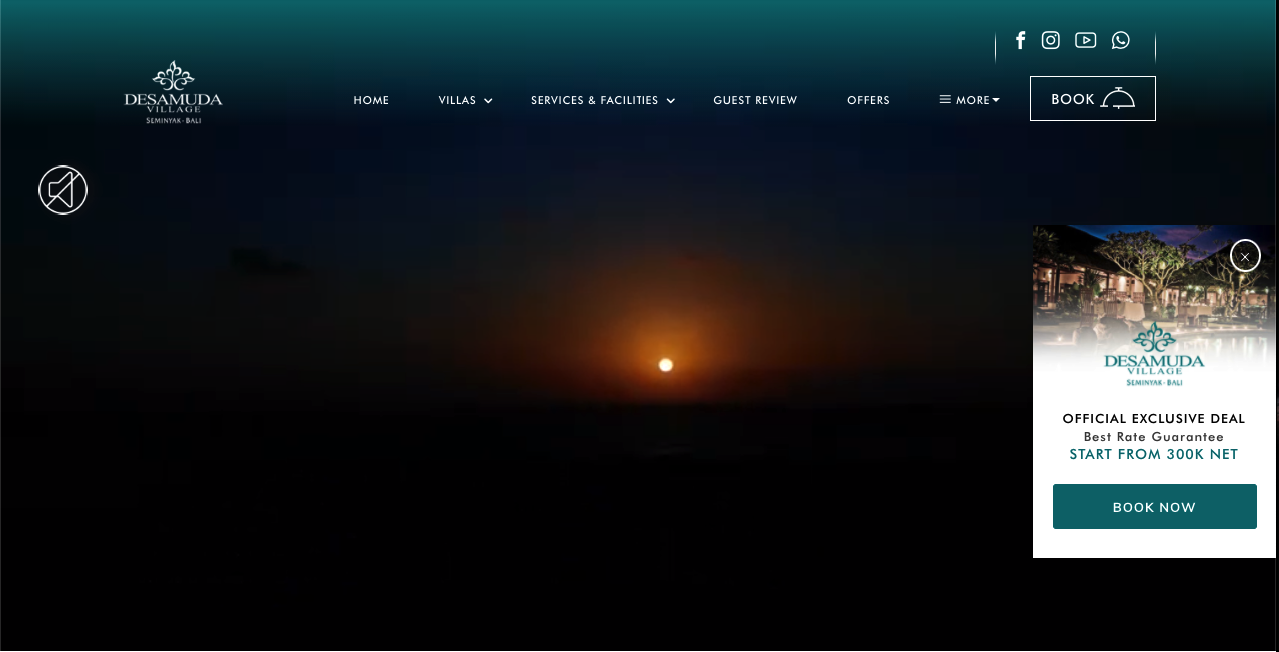 DESAMUDA
VILLAGE
SEMINYAK · BALI
HOME
VILLAS
SERVICES & FACILITIES
GUEST REVIEW
OFFERS
MORE
BOOK
DESAMUDA
VILLAGE
SEMINYAK · BALI
OFFICIAL EXCLUSIVE DEAL
Best Rate Guarantee
START FROM 300K NET
BOOK NOW